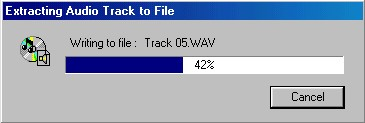 Extracting Audio Track to File
Writing to file : Track 05.WAV
42%
Cancel